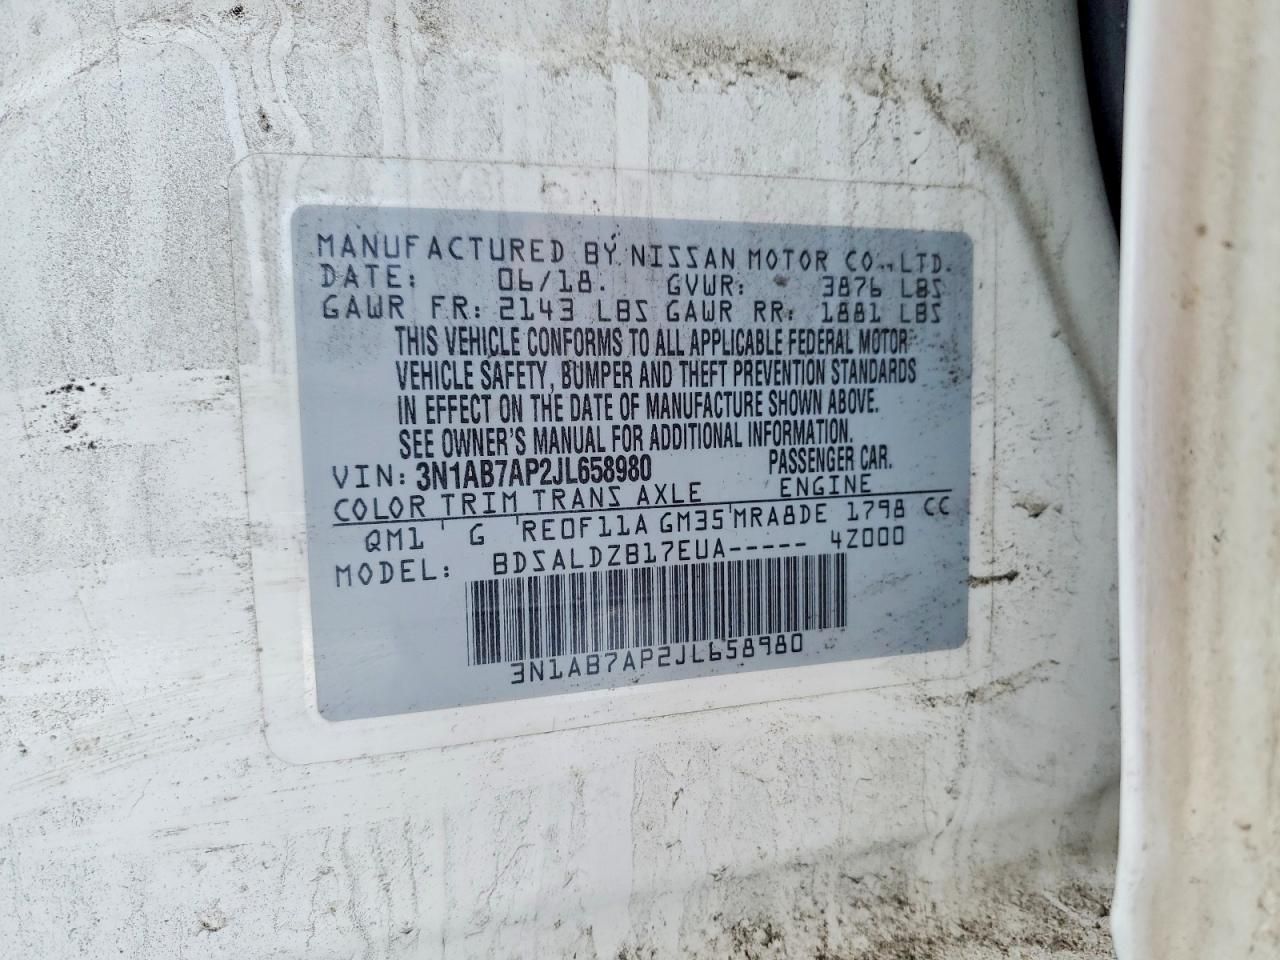 MANUFACTURED BY NISSAN MOTOR CO., LTD.
DATE: 06/18. GVWR: 3876 LBS
GAWR FR: 2143 LBS GAWR RR: 1881 LBS
THIS VEHICLE CONFORMS TO ALL APPLICABLE FEDERAL MOTOR
VEHICLE SAFETY, BUMPER AND THEFT PREVENTION STANDARDS
IN EFFECT ON THE DATE OF MANUFACTURE SHOWN ABOVE.
SEE OWNER'S MANUAL FOR ADDITIONAL INFORMATION.
VIN: 3N1AB7AP2JL658980 PASSENGER CAR.
COLOR TRIM TRANS AXLE ENGINE
QM1 G RE0F11A GM35 MRA8DE 1798 CC
MODEL: BDSALDZB17EUA----- 4Z000
3N1AB7AP2JL658980